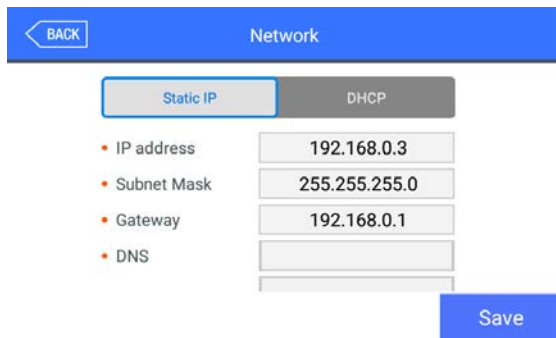 BACK
Network
Static IP
DHCP
• IP address
192.168.0.3
• Subnet Mask
255.255.255.0
• Gateway
192.168.0.1
• DNS
Save